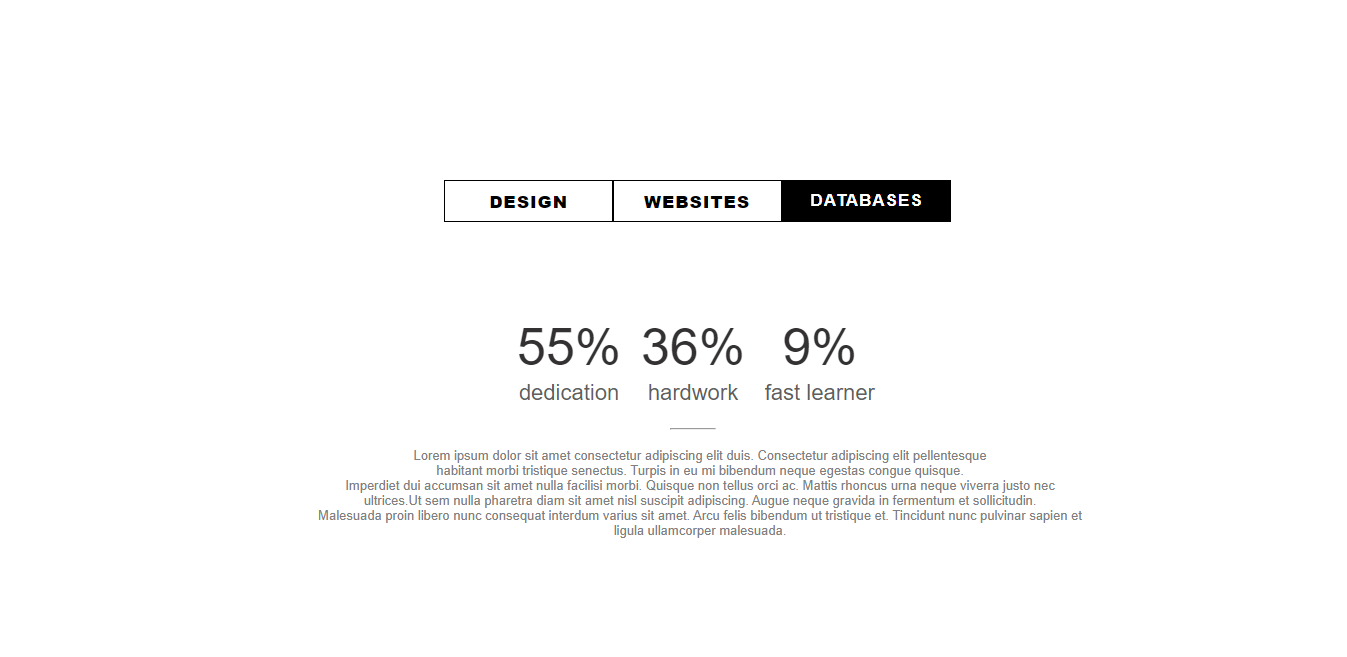 DESIGN WEBSITES DATABASES
55% 36% 9%
dedication hardwork fast learner
Lorem ipsum dolor sit amet consectetur adipiscing elit duis. Consectetur adipiscing elit pellentesque
habitant morbi tristique senectus. Turpis in eu mi bibendum neque egestas congue quisque.
Imperdiet dui accumsan sit amet nulla facilisi morbi. Quisque non tellus orci ac. Mattis rhoncus urna neque viverra justo nec
ultrices.Ut sem nulla pharetra diam sit amet nisl suscipit adipiscing. Augue neque gravida in fermentum et sollicitudin.
Malesuada proin libero nunc consequat interdum varius sit amet. Arcu felis bibendum ut tristique et. Tincidunt nunc pulvinar sapien et
ligula ullamcorper malesuada.